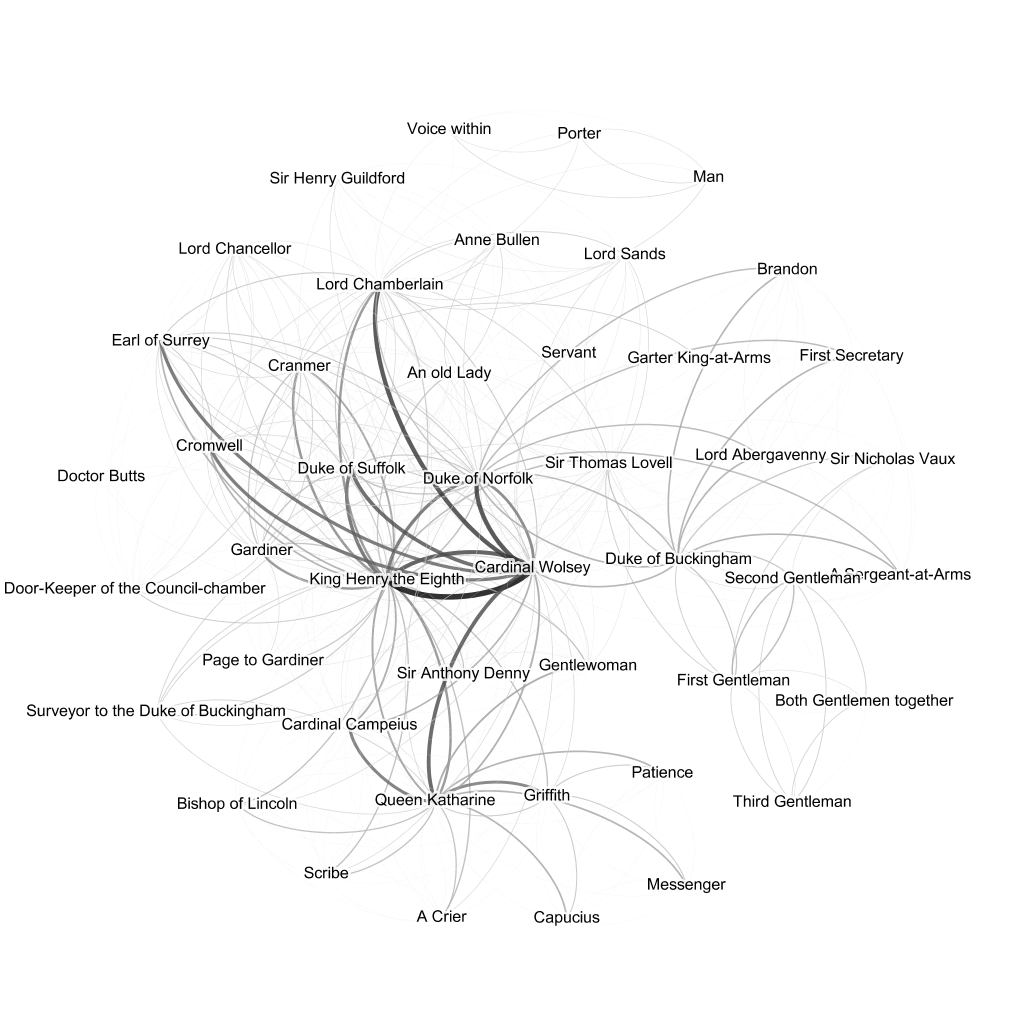 Voice within
Porter
Man
Sir Henry Guildford
Lord Chancellor
Anne Bullen
Lord Sands
Brandon
Lord Chamberlain
Earl of Surrey
Servant
Garter King-at-Arms
First Secretary
Cranmer
An old Lady
Cromwell
Lord Abergavenny
Sir Nicholas Vaux
Duke of Suffolk
Sir Thomas Lovell
Doctor Butts
Duke of Norfolk
Gardiner
Duke of Buckingham
Cardinal Wolsey
King Henry the Eighth
Second Gentleman
A Sergeant-at-Arms
Door-Keeper of the Council-chamber
Page to Gardiner
Gentlewoman
Sir Anthony Denny
First Gentleman
Both Gentlemen together
Surveyor to the Duke of Buckingham
Cardinal Campeius
Patience
Griffith
Queen Katharine
Bishop of Lincoln
Third Gentleman
Scribe
Messenger
A Crier
Capucius